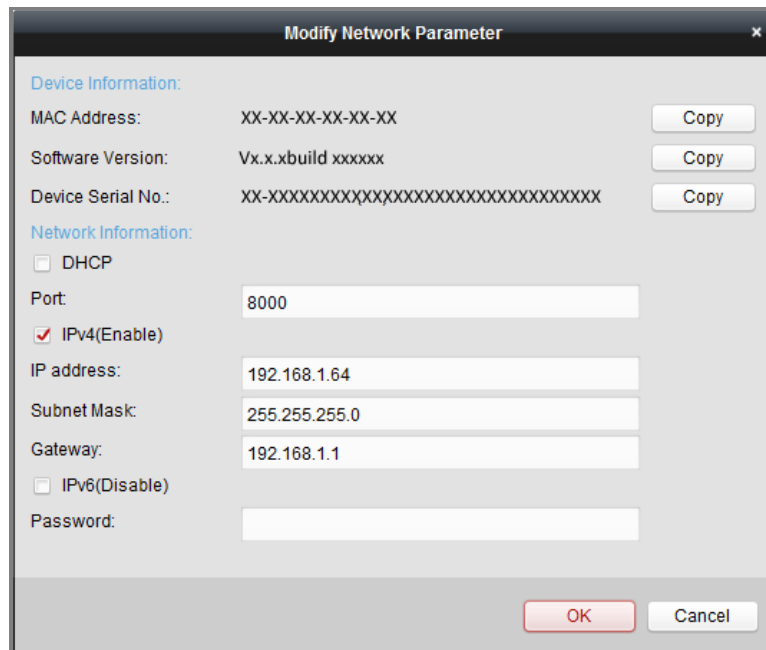 Modify Network Parameter ×
Device Information:
MAC Address: XX-XX-XX-XX-XX-XX Copy
Software Version: Vx.x.xbuild xxxxxx Copy
Device Serial No.: XX-XXXXXXXXXXXXXXXXXXXXXXXXXXXXXXXXX Copy
Network Information:
DHCP
Port: 8000
IPv4(Enable)
IP address: 192.168.1.64
Subnet Mask: 255.255.255.0
Gateway: 192.168.1.1
IPv6(Disable)
Password:
OK Cancel